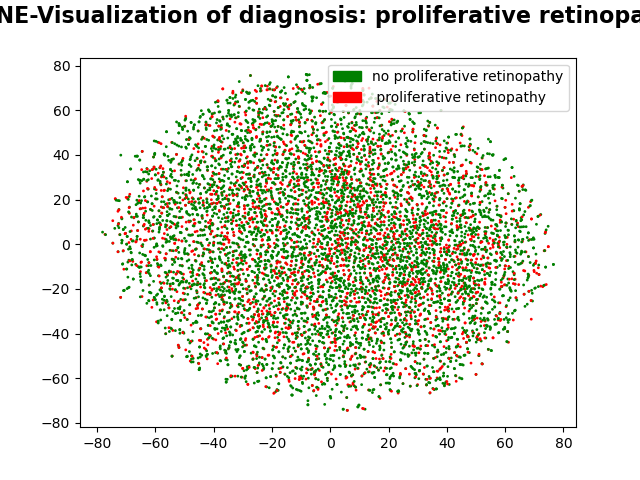 NE-Visualization of diagnosis: proliferative retinopa
no proliferative retinopathy
proliferative retinopathy
80
60
40
20
0
−20
−40
−60
−80
−80 −60 −40 −20 0 20 40 60 80